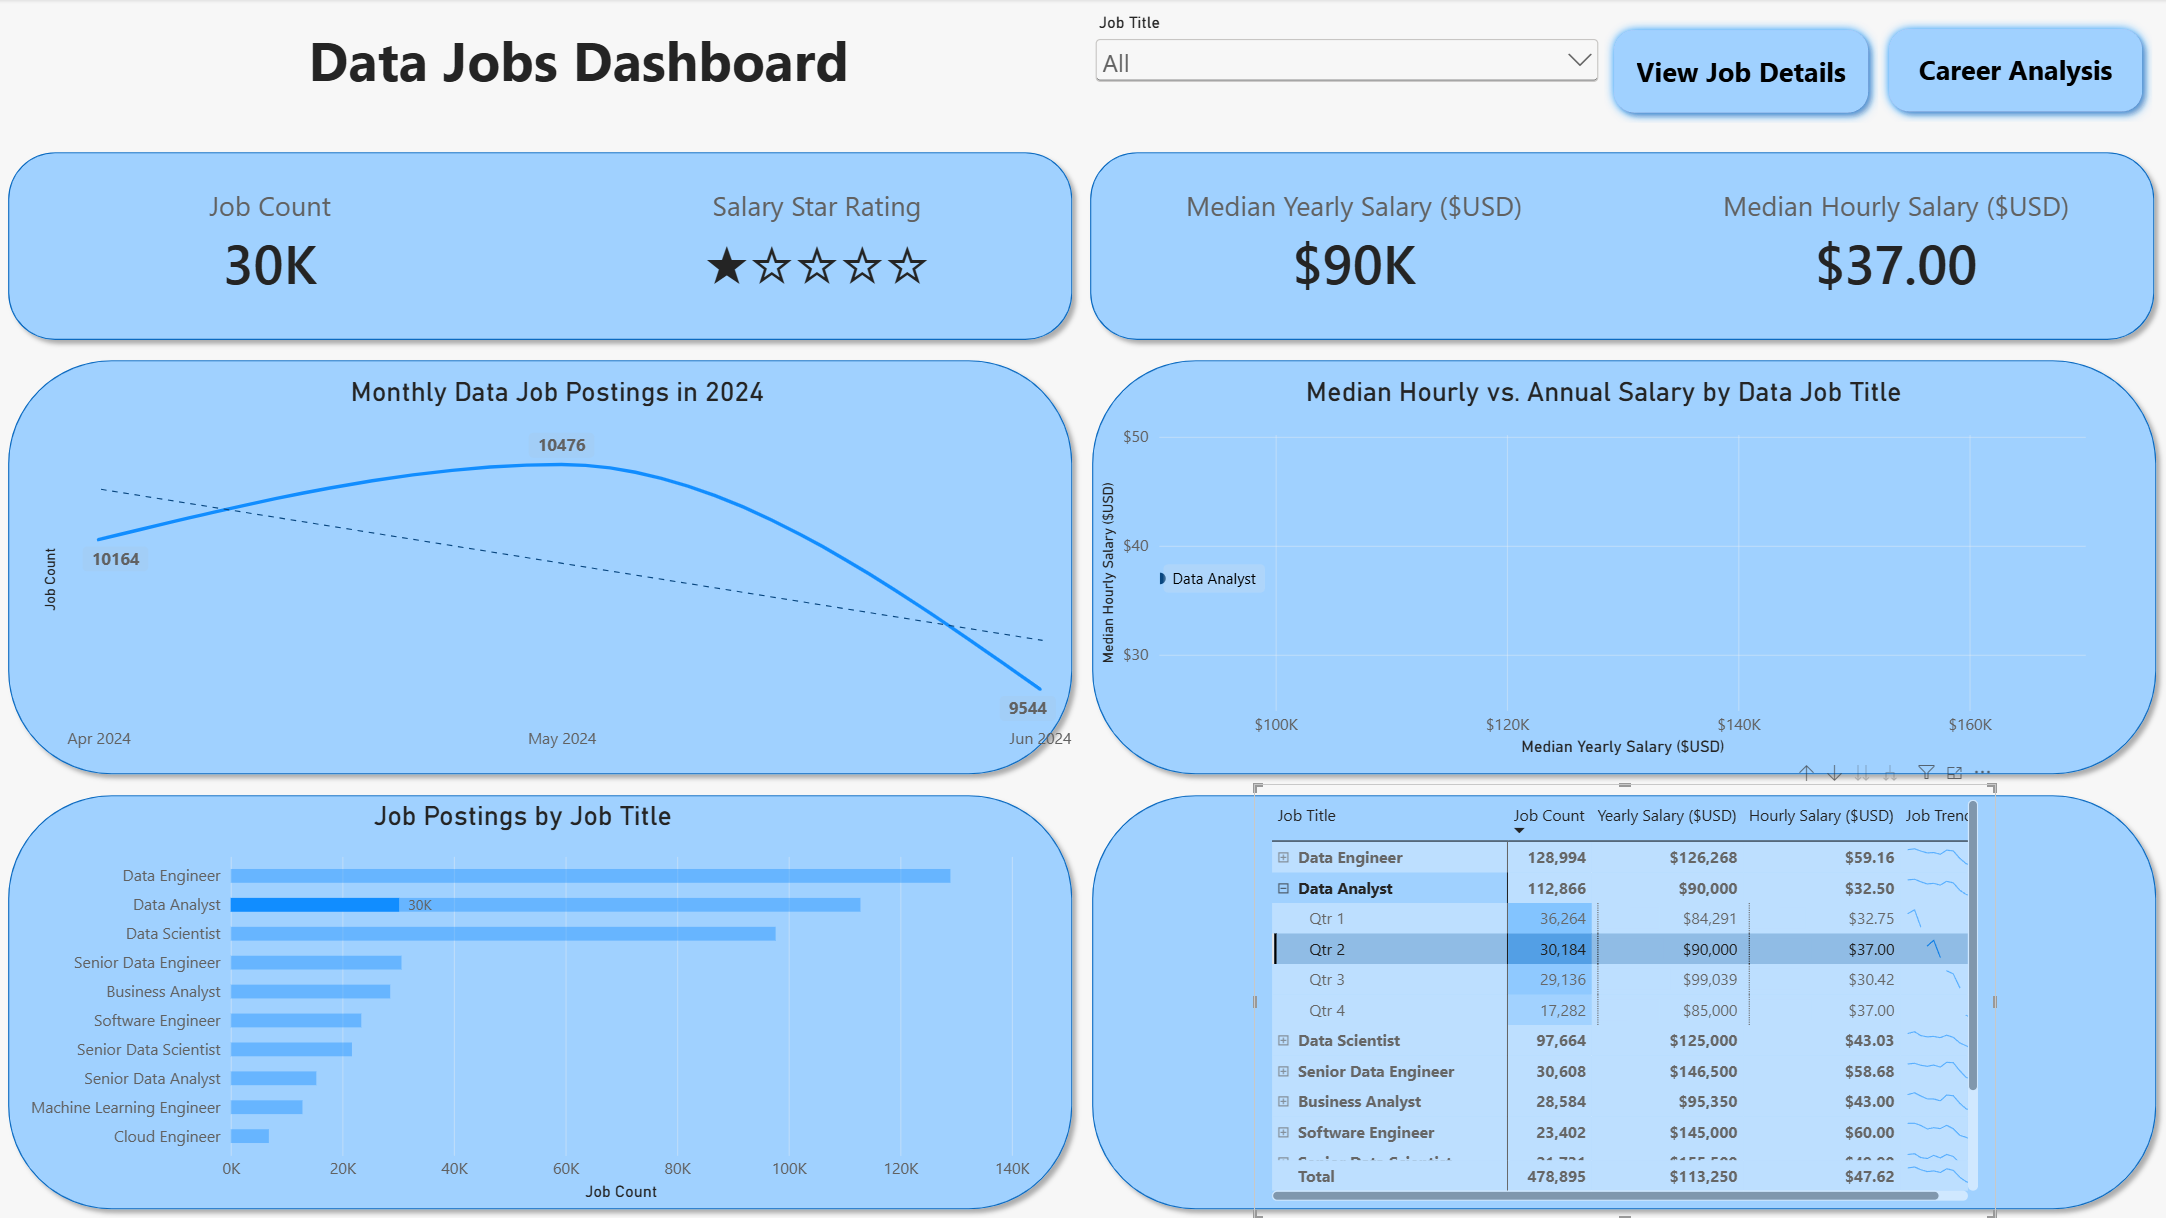 Job Title
Data Jobs Dashboard
All
View Job Details
Career Analysis
Job Count
Salary Star Rating
30K
★☆☆☆☆
Median Yearly Salary ($USD)
Median Hourly Salary ($USD)
$90K
$37.00
Monthly Data Job Postings in 2024
10476
10164
9544
Job Count
Apr 2024
May 2024
Jun 2024
Median Hourly vs. Annual Salary by Data Job Title
$50
$40
$30
Median Hourly Salary ($USD)
Data Analyst
$100K
$120K
$140K
$160K
Median Yearly Salary ($USD)
Job Postings by Job Title
Data Engineer
Data Analyst
30K
Data Scientist
Senior Data Engineer
Business Analyst
Software Engineer
Senior Data Scientist
Senior Data Analyst
Machine Learning Engineer
Cloud Engineer
0K
20K
40K
60K
80K
100K
120K
140K
Job Count
Job Title Job Count Yearly Salary ($USD) Hourly Salary ($USD) Job Trend
Data Engineer 128,994 $126,268 $59.16
Data Analyst 112,866 $90,000 $32.50
Qtr 1 36,264 $84,291 $32.75
Qtr 2 30,184 $90,000 $37.00
Qtr 3 29,136 $99,039 $30.42
Qtr 4 17,282 $85,000 $37.00
Data Scientist 97,664 $125,000 $43.03
Senior Data Engineer 30,608 $146,500 $58.68
Business Analyst 28,584 $95,350 $43.00
Software Engineer 23,402 $145,000 $60.00
Total 478,895 $113,250 $47.62